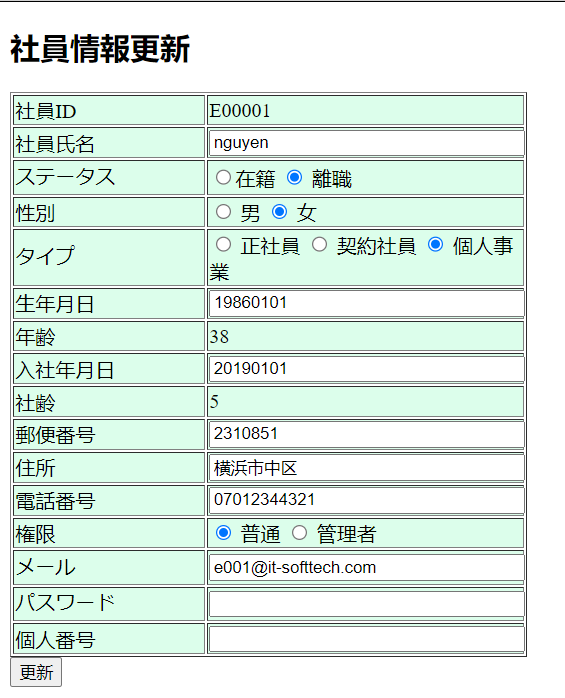 社員情報更新
社員ID E00001
社員氏名 nguyen
ステータス 在籍 離職
性別 男 女
タイプ 正社員 契約社員 個人事
業
生年月日 19860101
年齢 38
入社年月日 20190101
社齢 5
郵便番号 2310851
住所 横浜市中区
電話番号 07012344321
権限 普通 管理者
メール e001@it-softtech.com
パスワード
個人番号
更新